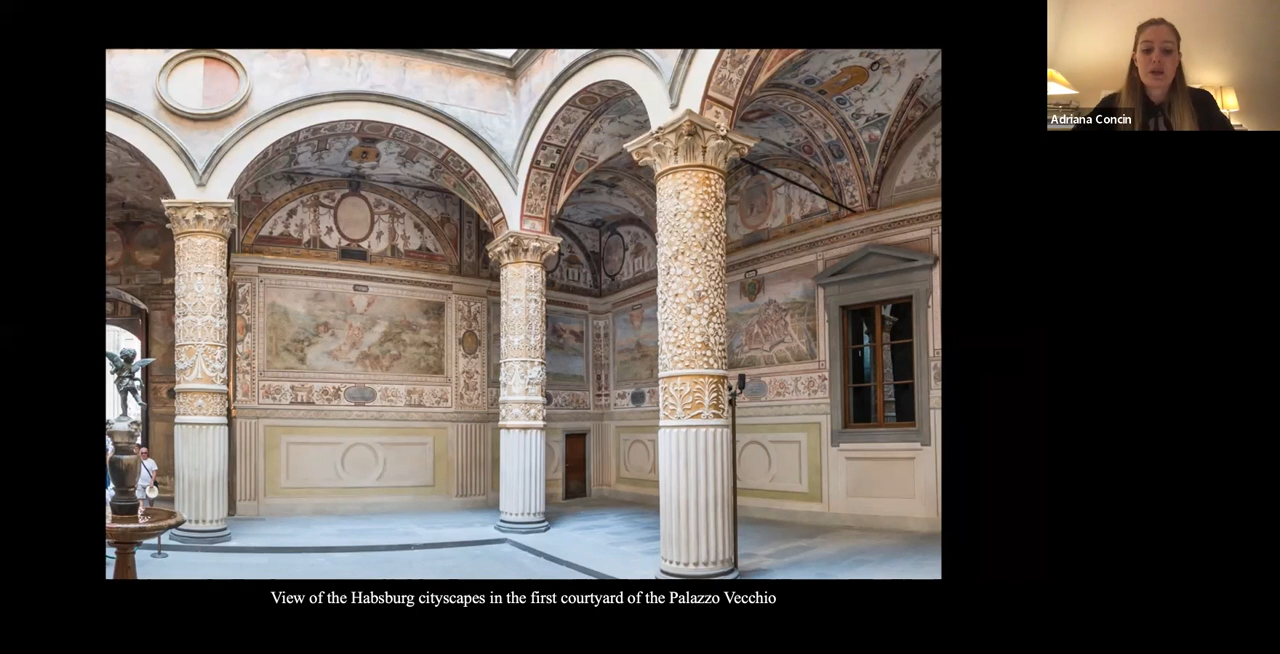 Adriana Concin
View of the Habsburg cityscapes in the first courtyard of the Palazzo Vecchio